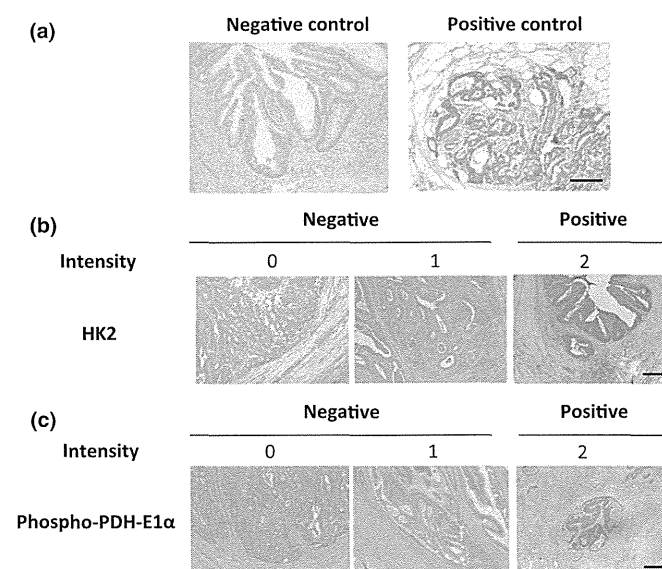 (a)
Negative control Positive control
(b)
Negative Positive
Intensity 0 1 2
HK2
(c)
Negative Positive
Intensity 0 1 2
Phospho-PDH-E1α